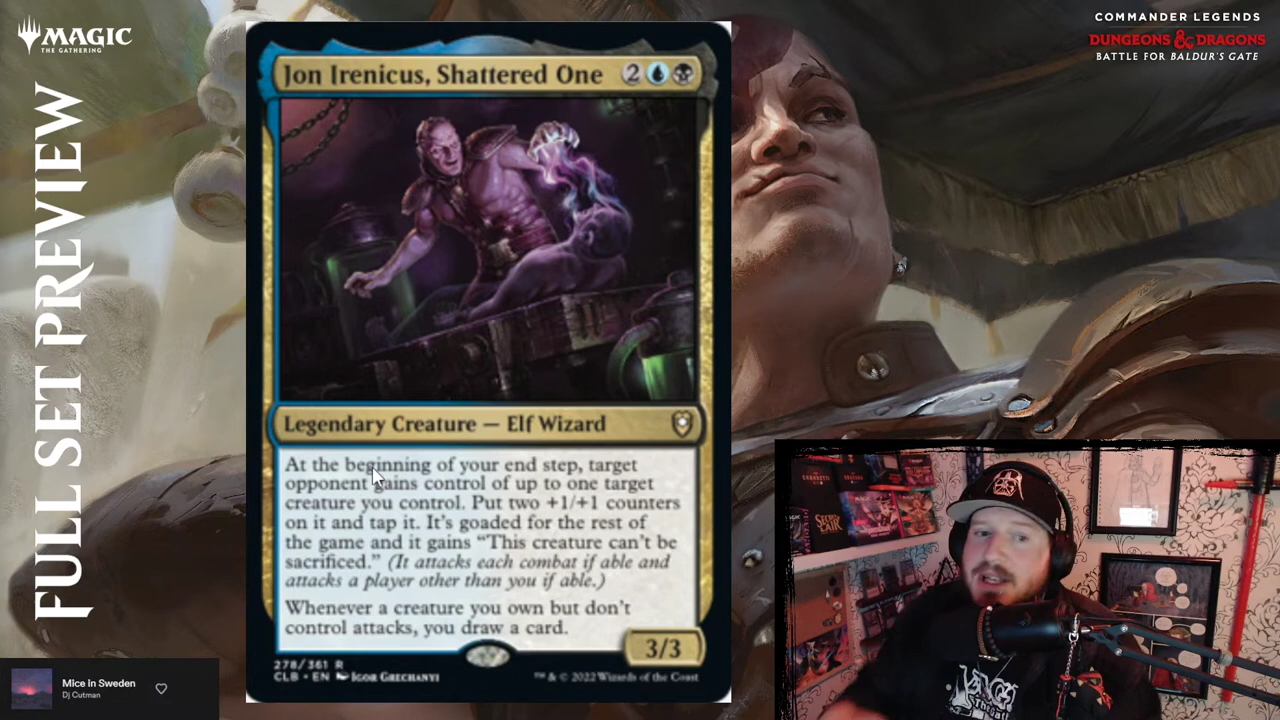 MAGIC
THE GATHERING
FULL SET PREVIEW
COMMANDER LEGENDS
DUNGEONS & DRAGONS
BATTLE FOR BALDUR'S GATE
Jon Irenicus, Shattered One 2
Legendary Creature — Elf Wizard
At the beginning of your end step, target
opponent gains control of up to one target
creature you control. Put two +1/+1 counters
on it and tap it. It's goaded for the rest of
the game and it gains “This creature can't be
sacrificed.” (It attacks each combat if able and
attacks a player other than you if able.)
Whenever a creature you own but don't
control attacks, you draw a card.
3/3
278/361 R
CLB • EN IGOR GRECHANYI
™ & © 2022 Wizards of the Coast
Mice in Sweden
Dj Cutman
SECRET
LAIR